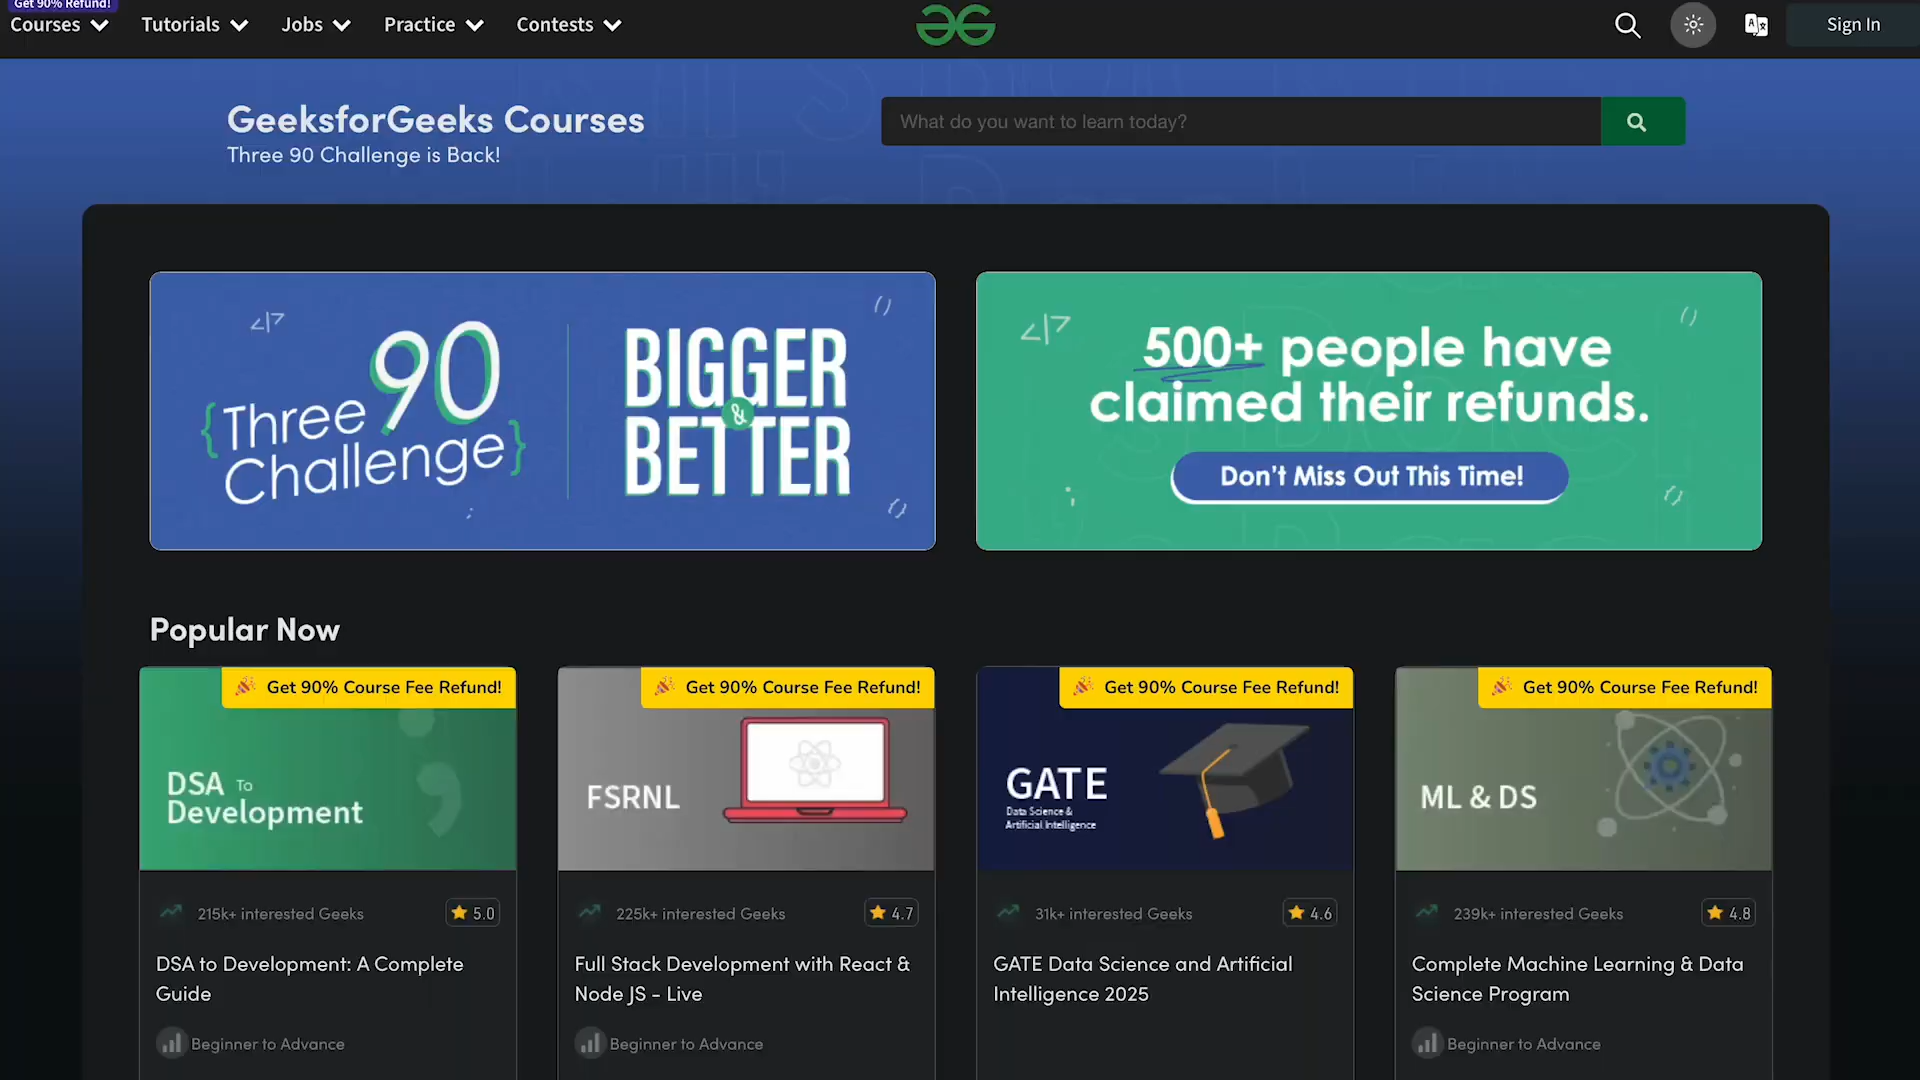 Get 90% Refund!
Courses
Tutorials
Jobs
Practice
Contests
Sign In
GeeksforGeeks Courses
Three 90 Challenge is Back!
What do you want to learn today?
{Three 90
Challenge}
BIGGER
&
BETTER
500+ people have
claimed their refunds.
Don't Miss Out This Time!
Popular Now
Get 90% Course Fee Refund!
DSA To
Development
215k+ interested Geeks
5.0
DSA to Development: A Complete
Guide
Beginner to Advance
Get 90% Course Fee Refund!
FSRNL
225k+ interested Geeks
4.7
Full Stack Development with React &
Node JS - Live
Beginner to Advance
Get 90% Course Fee Refund!
GATE
Data Science &
Artificial Intelligence
31k+ interested Geeks
4.6
GATE Data Science and Artificial
Intelligence 2025
Get 90% Course Fee Refund!
ML & DS
239k+ interested Geeks
4.8
Complete Machine Learning & Data
Science Program
Beginner to Advance